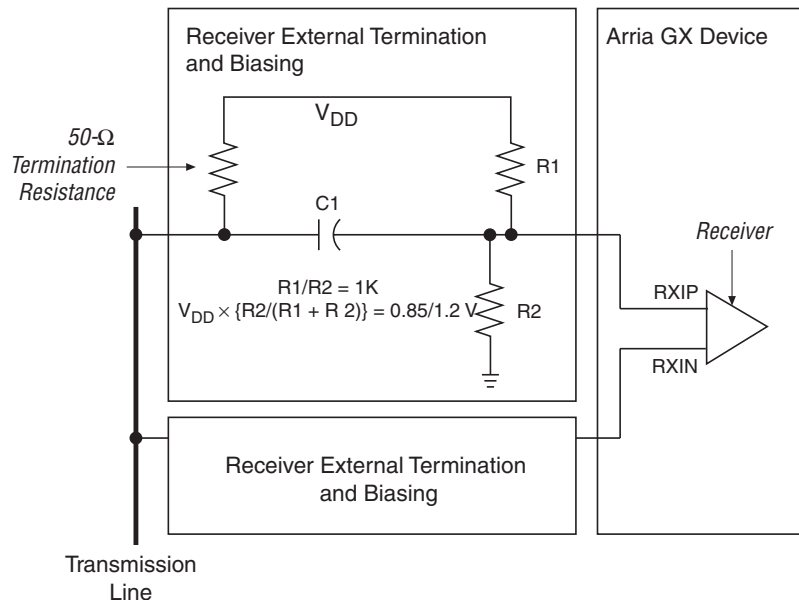 Receiver External Termination
and Biasing
Arria GX Device
V_DD
50-Ω
Termination
Resistance
R1
C1
Receiver
R1/R2 = 1K
V_DD × {R2/(R1 + R 2)} = 0.85/1.2 V
R2
RXIP
RXIN
Receiver External Termination
and Biasing
Transmission
Line